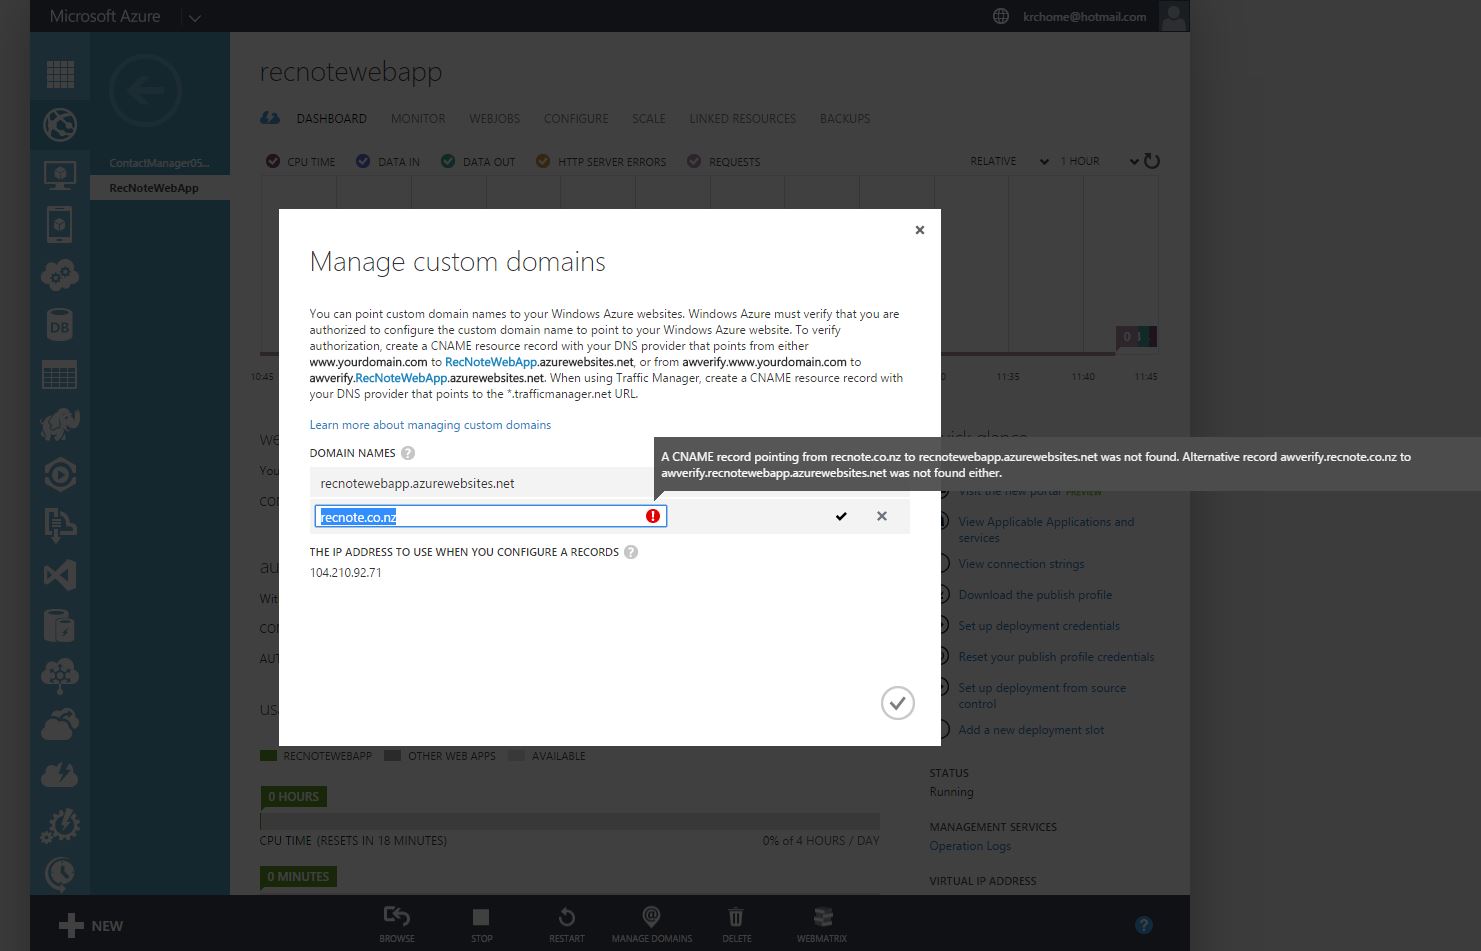 Microsoft Azure
krchome@hotmail.com
recnotewebapp
DASHBOARD MONITOR WEBJOBS CONFIGURE SCALE LINKED RESOURCES BACKUPS
ContactManager05...
RecNoteWebApp
CPU TIME DATA IN DATA OUT HTTP SERVER ERRORS REQUESTS RELATIVE 1 HOUR
Manage custom domains
You can point custom domain names to your Windows Azure websites. Windows Azure must verify that you are
authorized to configure the custom domain name to point to your Windows Azure website. To verify
authorization, create a CNAME resource record with your DNS provider that points from either
www.yourdomain.com to RecNoteWebApp.azurewebsites.net, or from awverify.www.yourdomain.com to
awverify.RecNoteWebApp.azurewebsites.net. When using Traffic Manager, create a CNAME resource record with
your DNS provider that points to the *.trafficmanager.net URL.
Learn more about managing custom domains
DOMAIN NAMES ?
recnotewebapp.azurewebsites.net
recnote.co.nz
A CNAME record pointing from recnote.co.nz to recnotewebapp.azurewebsites.net was not found. Alternative record awverify.recnote.co.nz to
awverify.recnotewebapp.azurewebsites.net was not found either.
THE IP ADDRESS TO USE WHEN YOU CONFIGURE A RECORDS ?
104.210.92.71
10:45
11:35 11:40 11:45
0
DB
Visit the new portal PREVIEW
View Applicable Applications and
services
View connection strings
Download the publish profile
Set up deployment credentials
Reset your publish profile credentials
Set up deployment from source
control
Add a new deployment slot
RECNOTEWEBAPP OTHER WEB APPS AVAILABLE
0 HOURS
CPU TIME (RESETS IN 18 MINUTES) 0% of 4 HOURS / DAY
0 MINUTES
STATUS
Running
MANAGEMENT SERVICES
Operation Logs
VIRTUAL IP ADDRESS
NEW
BROWSE STOP RESTART MANAGE DOMAINS DELETE WEBMATRIX
?